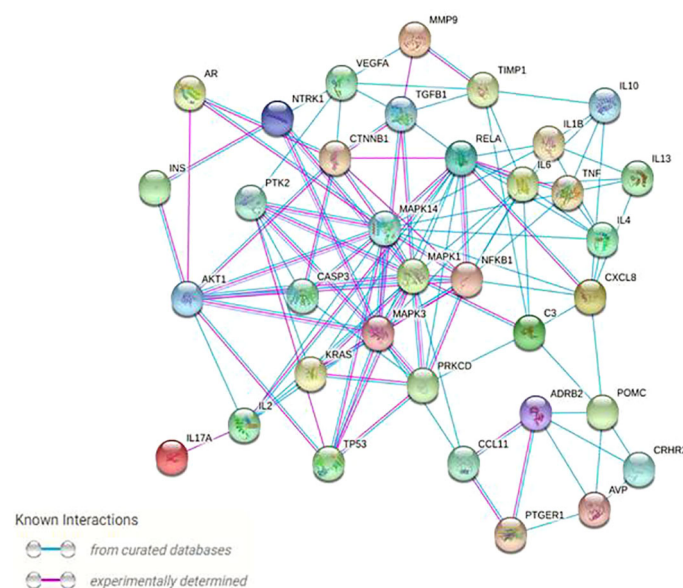 MMP9
VEGFA
TIMP1
AR
IL10
TGFB1
NTRK1
IL1B
CTNNB1
RELA
IL6
IL13
TNF
INS
PTK2
MAPK14
IL4
MAPK1
NFKB1
AKT1
CASP3
CXCL8
C3
MAPK3
KRAS
PRKCD
ADRB2
POMC
IL2
IL17A
TP53
CCL11
CRHR
AVP
PTGER1
Known Interactions
from curated databases
experimentally determined